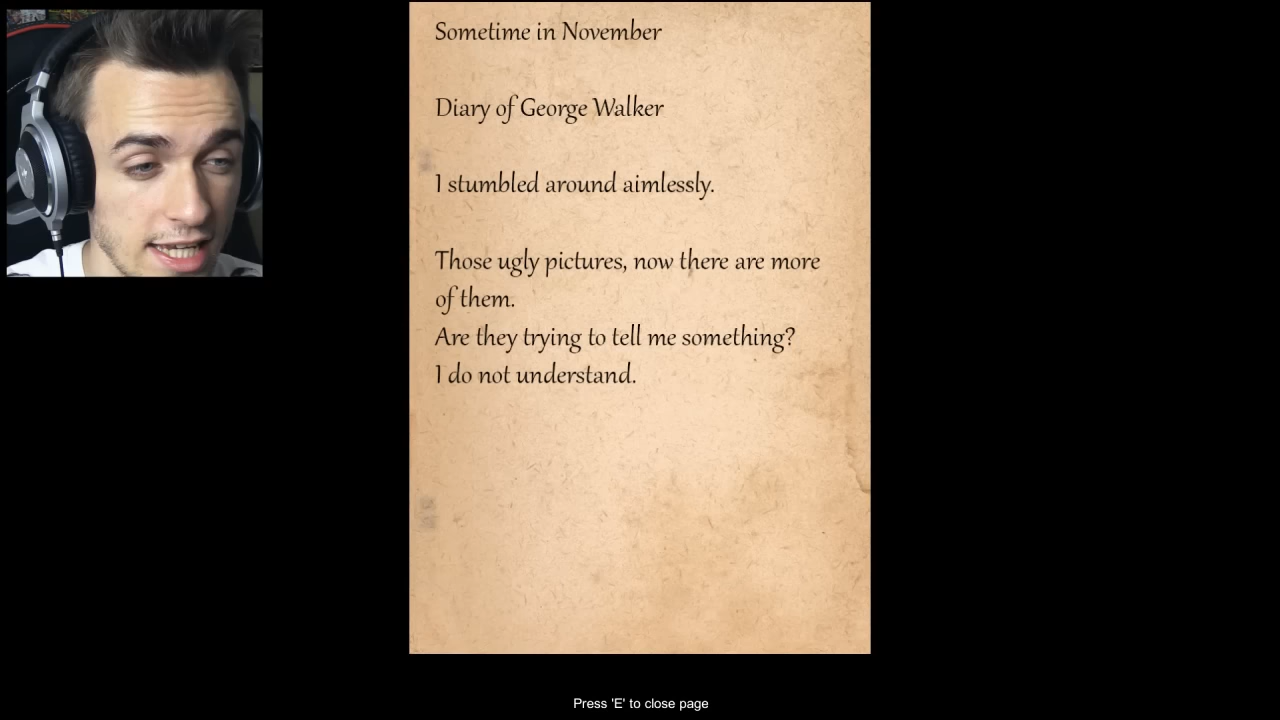 Sometime in November
Diary of George Walker
I stumbled around aimlessly.
Those ugly pictures, now there are more
of them.
Are they trying to tell me something?
I do not understand.
Press 'E' to close page